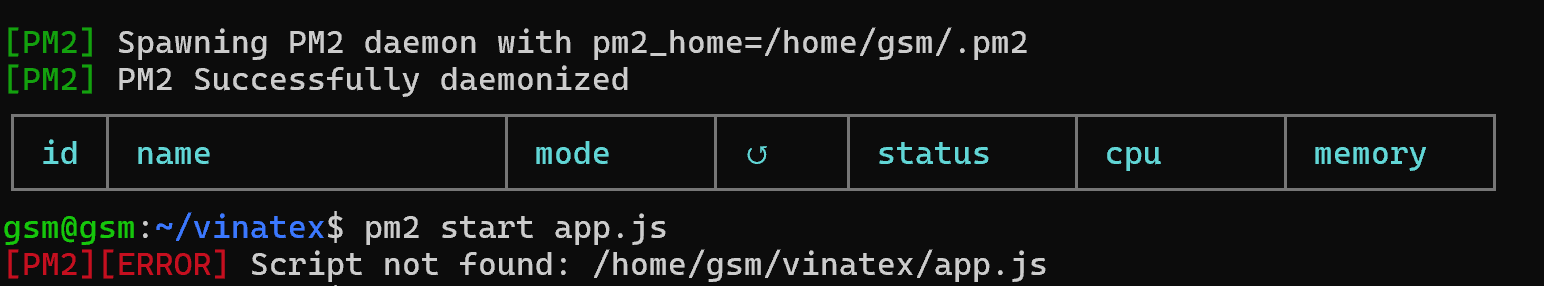 [PM2] Spawning PM2 daemon with pm2_home=/home/gsm/.pm2
[PM2] PM2 Successfully daemonized
id name mode ↺ status cpu memory
gsm@gsm:~/vinatex$ pm2 start app.js
[PM2][ERROR] Script not found: /home/gsm/vinatex/app.js